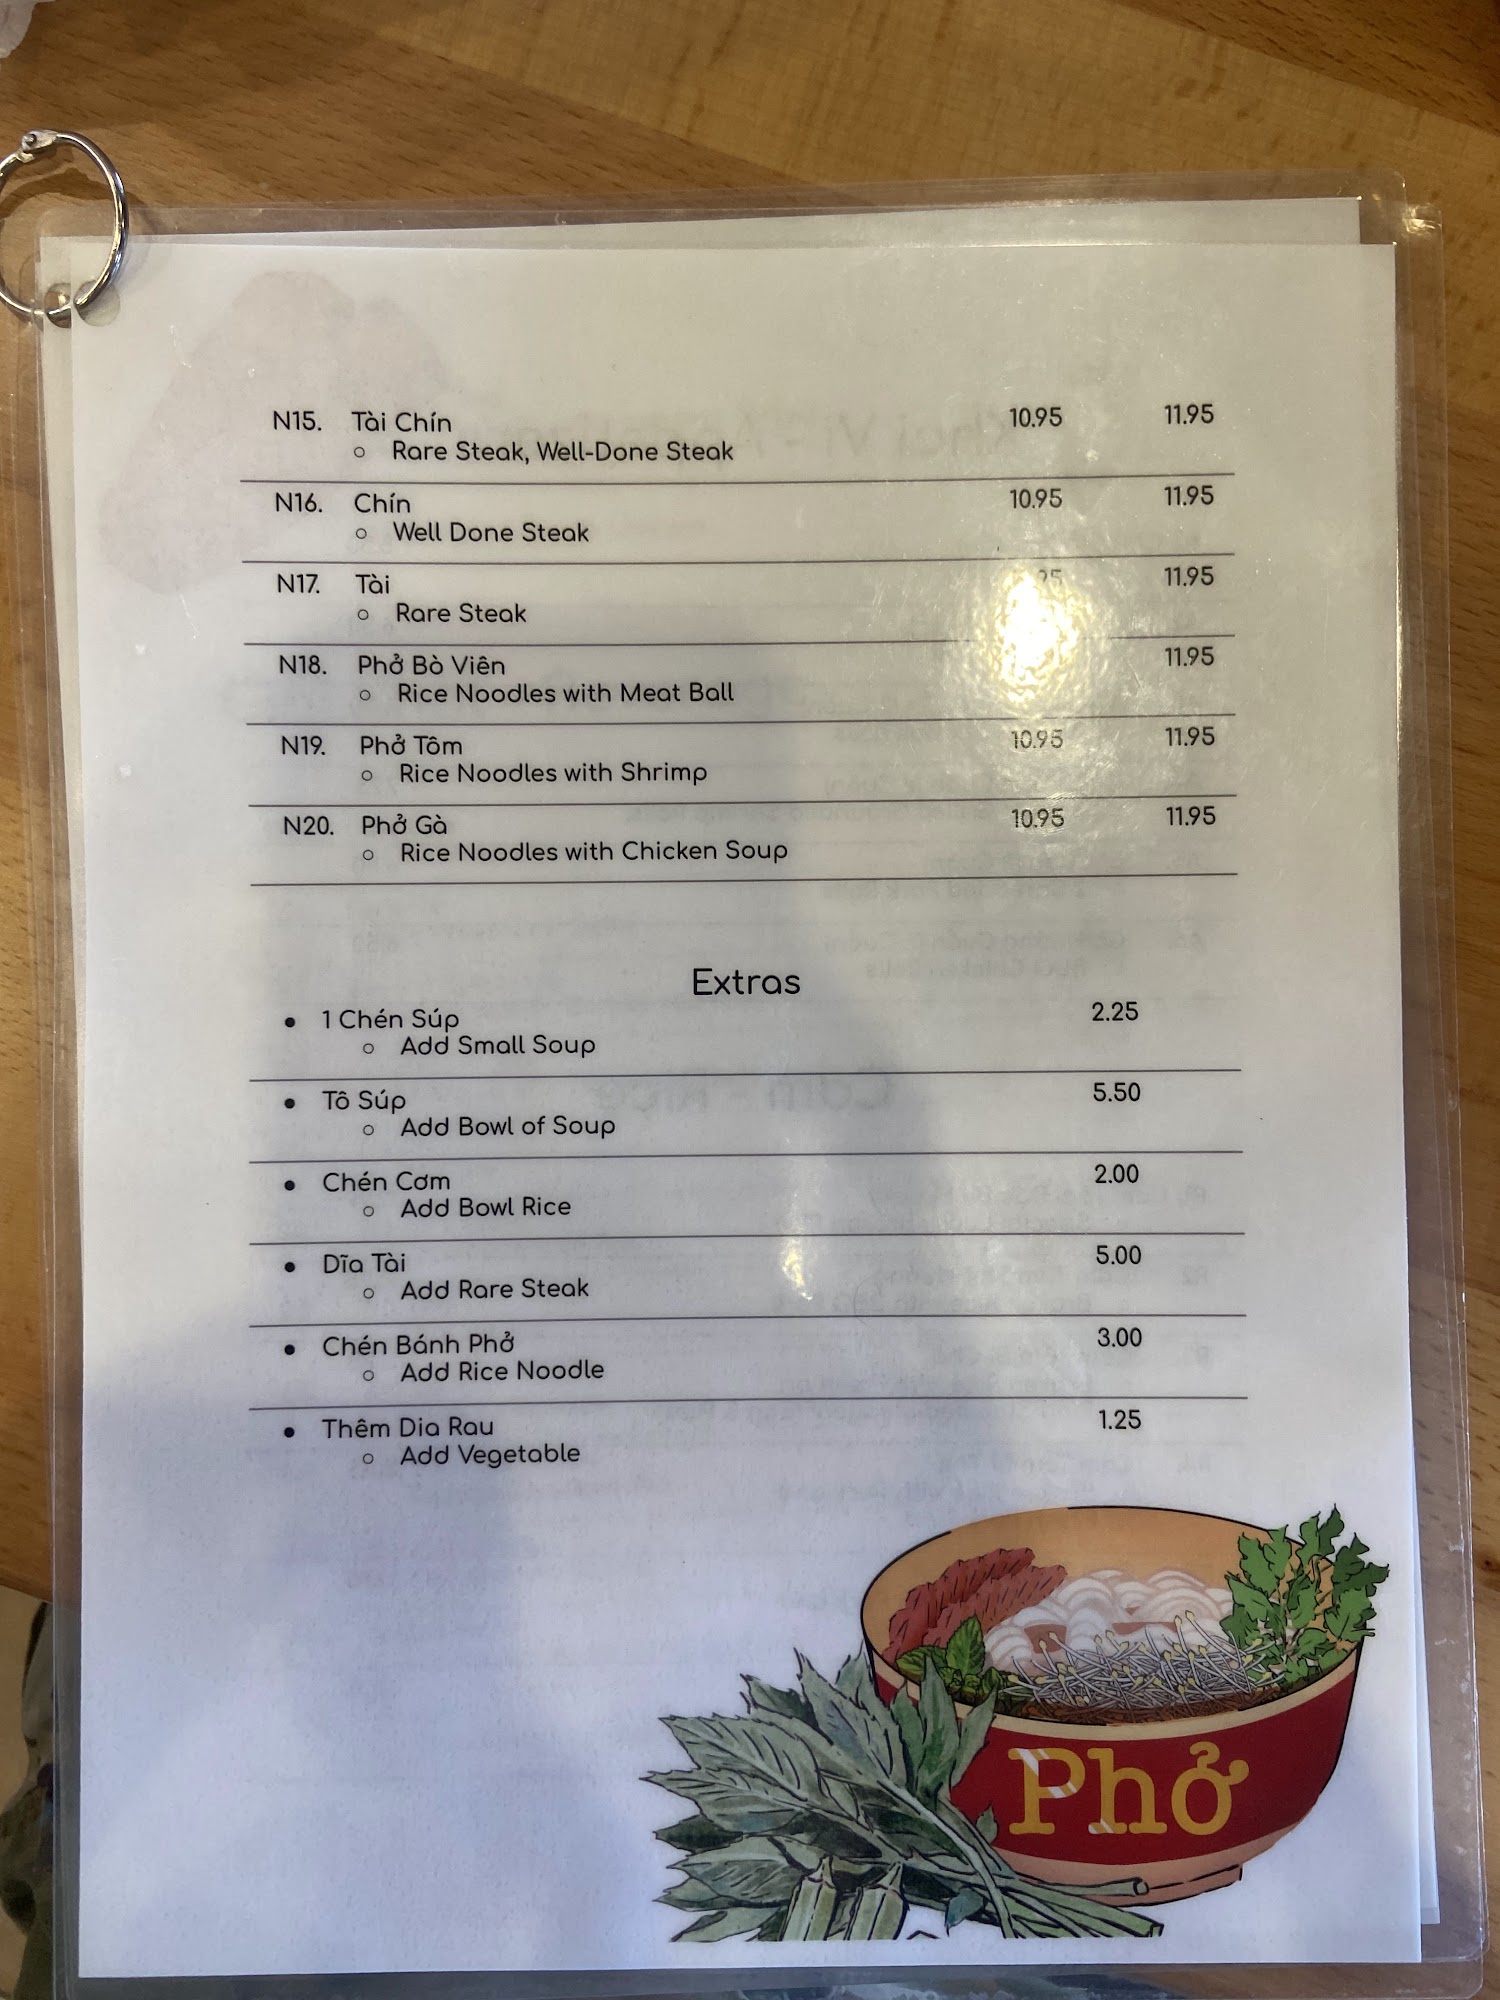 N15. Tài Chín 10.95 11.95
○ Rare Steak, Well-Done Steak
N16. Chín 10.95 11.95
○ Well Done Steak
N17. Tài 11.95
○ Rare Steak
N18. Phở Bò Viên 11.95
○ Rice Noodles with Meat Ball
N19. Phở Tôm 10.95 11.95
○ Rice Noodles with Shrimp
N20. Phở Gà 10.95 11.95
○ Rice Noodles with Chicken Soup
Extras
● 1 Chén Súp 2.25
○ Add Small Soup
● Tô Súp 5.50
○ Add Bowl of Soup
● Chén Cơm 2.00
○ Add Bowl Rice
● Dĩa Tài 5.00
○ Add Rare Steak
● Chén Bánh Phở 3.00
○ Add Rice Noodle
● Thêm Dia Rau 1.25
○ Add Vegetable
Phở